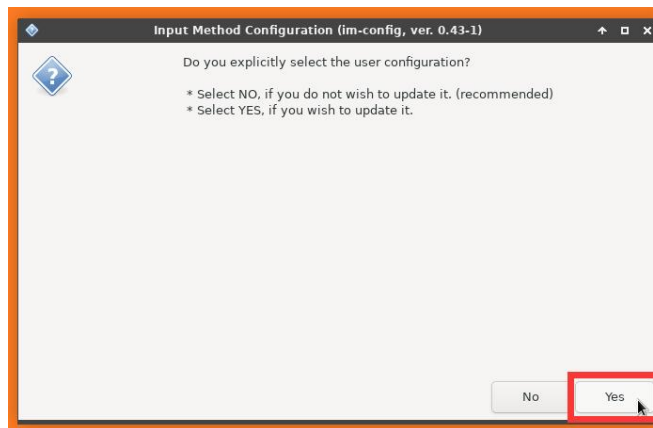 Input Method Configuration (im-config, ver. 0.43-1)
Do you explicitly select the user configuration?
* Select NO, if you do not wish to update it. (recommended)
* Select YES, if you wish to update it.
No
Yes